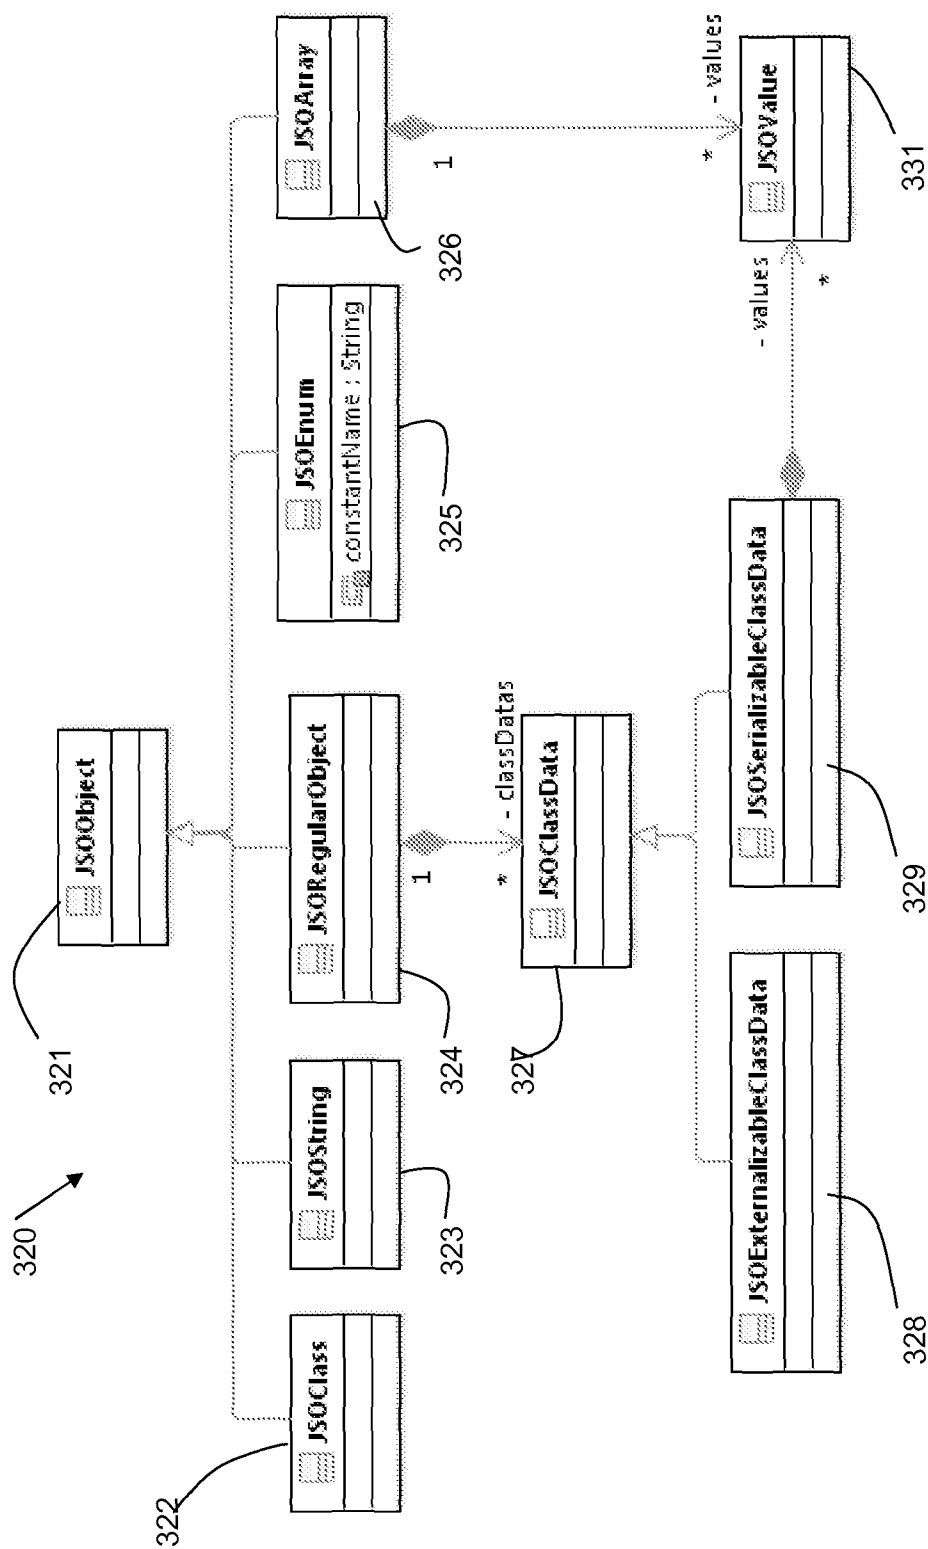 320
321
JSOObject
322
JSOClass
323
JSOString
324
JSORegularObject
325
JSOEnum
constantName : String
326
JSOArray
1
* - classDatas
1
327
JSOClassData
* - values
328
JSOExternalizableClassData
329
JSOSerializableClassData
- values
*
331
JSOValue